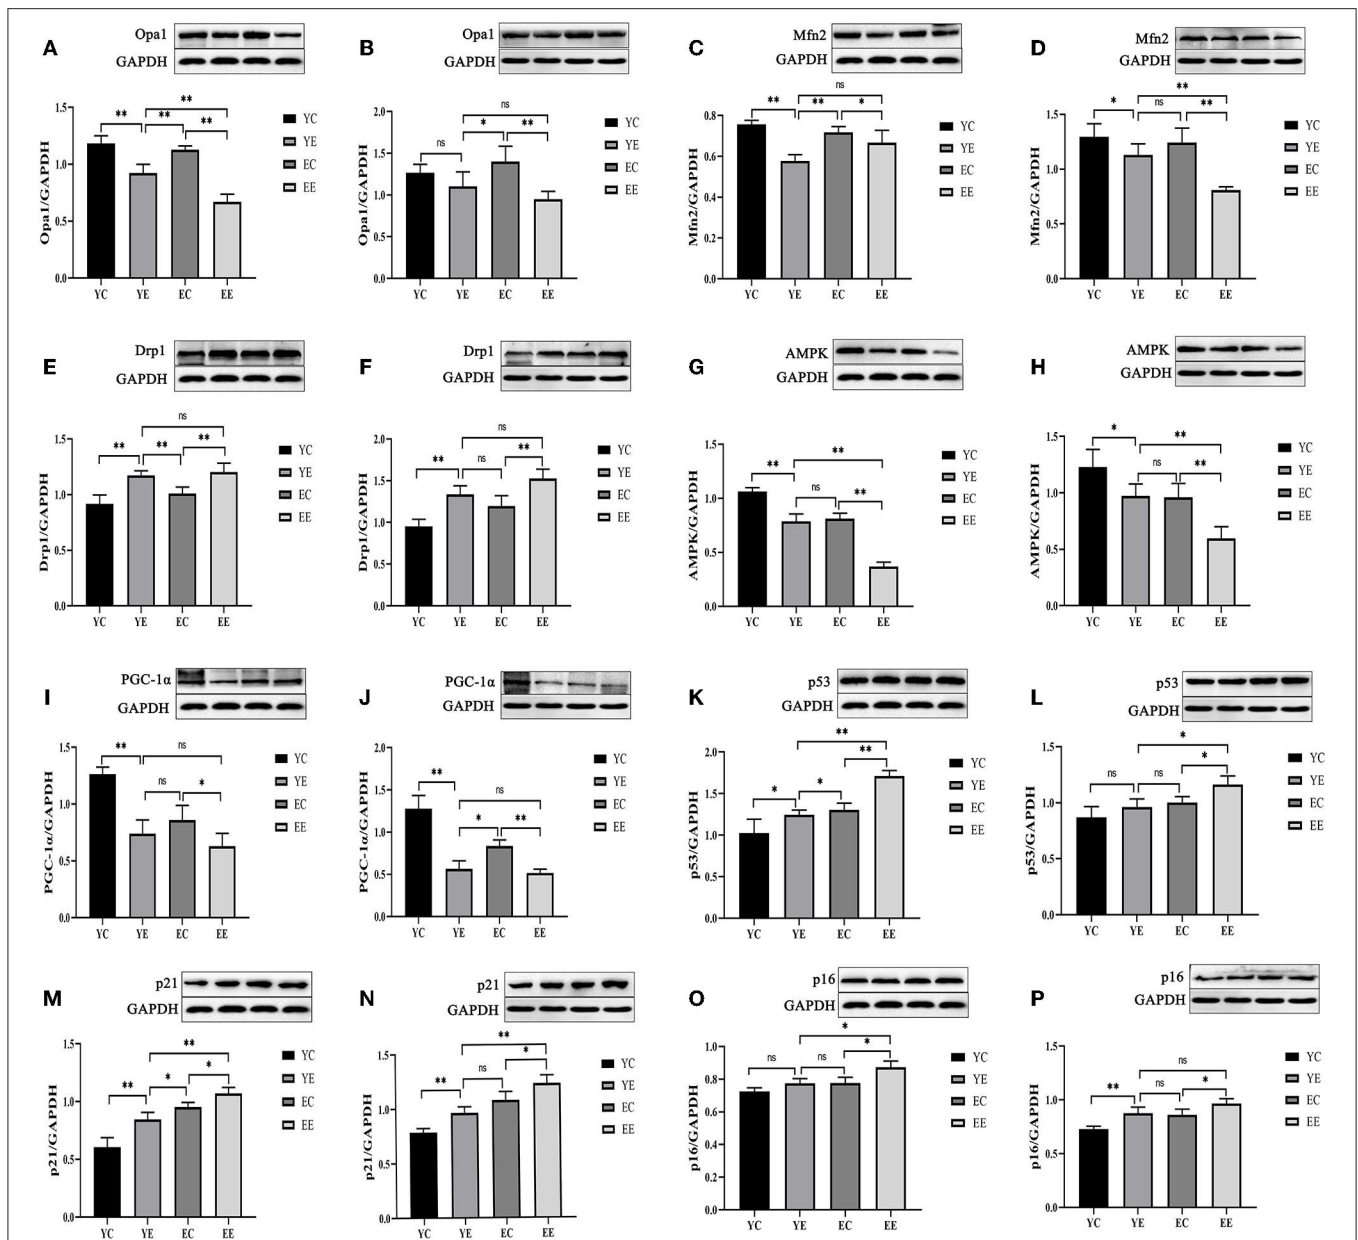 A
Opa1
GAPDH
Opa1/GAPDH
1.5
1.0
0.5
0.0
**
**
**
**
YC
YE
EC
EE
YC
YE
EC
EE
B
Opa1
GAPDH
Opa1/GAPDH
2.0
1.5
1.0
0.5
0.0
ns
ns
*
**
YC
YE
EC
EE
YC
YE
EC
EE
C
Mfn2
GAPDH
Mfn2/GAPDH
0.8
0.6
0.4
0.2
0.0
ns
**
**
*
YC
YE
EC
EE
YC
YE
EC
EE
D
Mfn2
GAPDH
Mfn2/GAPDH
1.5
1.0
0.5
0.0
**
*
ns
**
YC
YE
EC
EE
YC
YE
EC
EE
E
Drp1
GAPDH
Drp1/GAPDH
1.5
1.0
0.5
0.0
ns
**
**
**
YC
YE
EC
EE
YC
YE
EC
EE
F
Drp1
GAPDH
Drp1/GAPDH
2.0
1.5
1.0
0.5
0.0
ns
**
ns
**
YC
YE
EC
EE
YC
YE
EC
EE
G
AMPK
GAPDH
AMPK/GAPDH
1.5
1.0
0.5
0.0
**
**
ns
**
YC
YE
EC
EE
YC
YE
EC
EE
H
AMPK
GAPDH
AMPK/GAPDH
1.5
1.0
0.5
0.0
*
**
ns
**
YC
YE
EC
EE
YC
YE
EC
EE
I
PGC-1α
GAPDH
PGC-1α/GAPDH
1.5
1.0
0.5
0.0
**
ns
ns
*
YC
YE
EC
EE
YC
YE
EC
EE
J
PGC-1α
GAPDH
PGC-1α/GAPDH
2.0
1.5
1.0
0.5
0.0
**
ns
*
**
YC
YE
EC
EE
YC
YE
EC
EE
K
p53
GAPDH
p53/GAPDH
2.0
1.5
1.0
0.5
0.0
**
**
*
*
YC
YE
EC
EE
YC
YE
EC
EE
L
p53
GAPDH
p53/GAPDH
1.5
1.0
0.5
0.0
*
*
ns
ns
YC
YE
EC
EE
YC
YE
EC
EE
M
p21
GAPDH
p21/GAPDH
1.5
1.0
0.5
0.0
**
**
*
*
YC
YE
EC
EE
YC
YE
EC
EE
N
p21
GAPDH
p21/GAPDH
1.5
1.0
0.5
0.0
**
**
ns
*
YC
YE
EC
EE
YC
YE
EC
EE
O
p16
GAPDH
p16/GAPDH
1.0
0.8
0.6
0.4
0.2
0.0
*
ns
ns
*
YC
YE
EC
EE
YC
YE
EC
EE
P
p16
GAPDH
p16/GAPDH
1.5
1.0
0.5
0.0
ns
**
ns
*
YC
YE
EC
EE
YC
YE
EC
EE